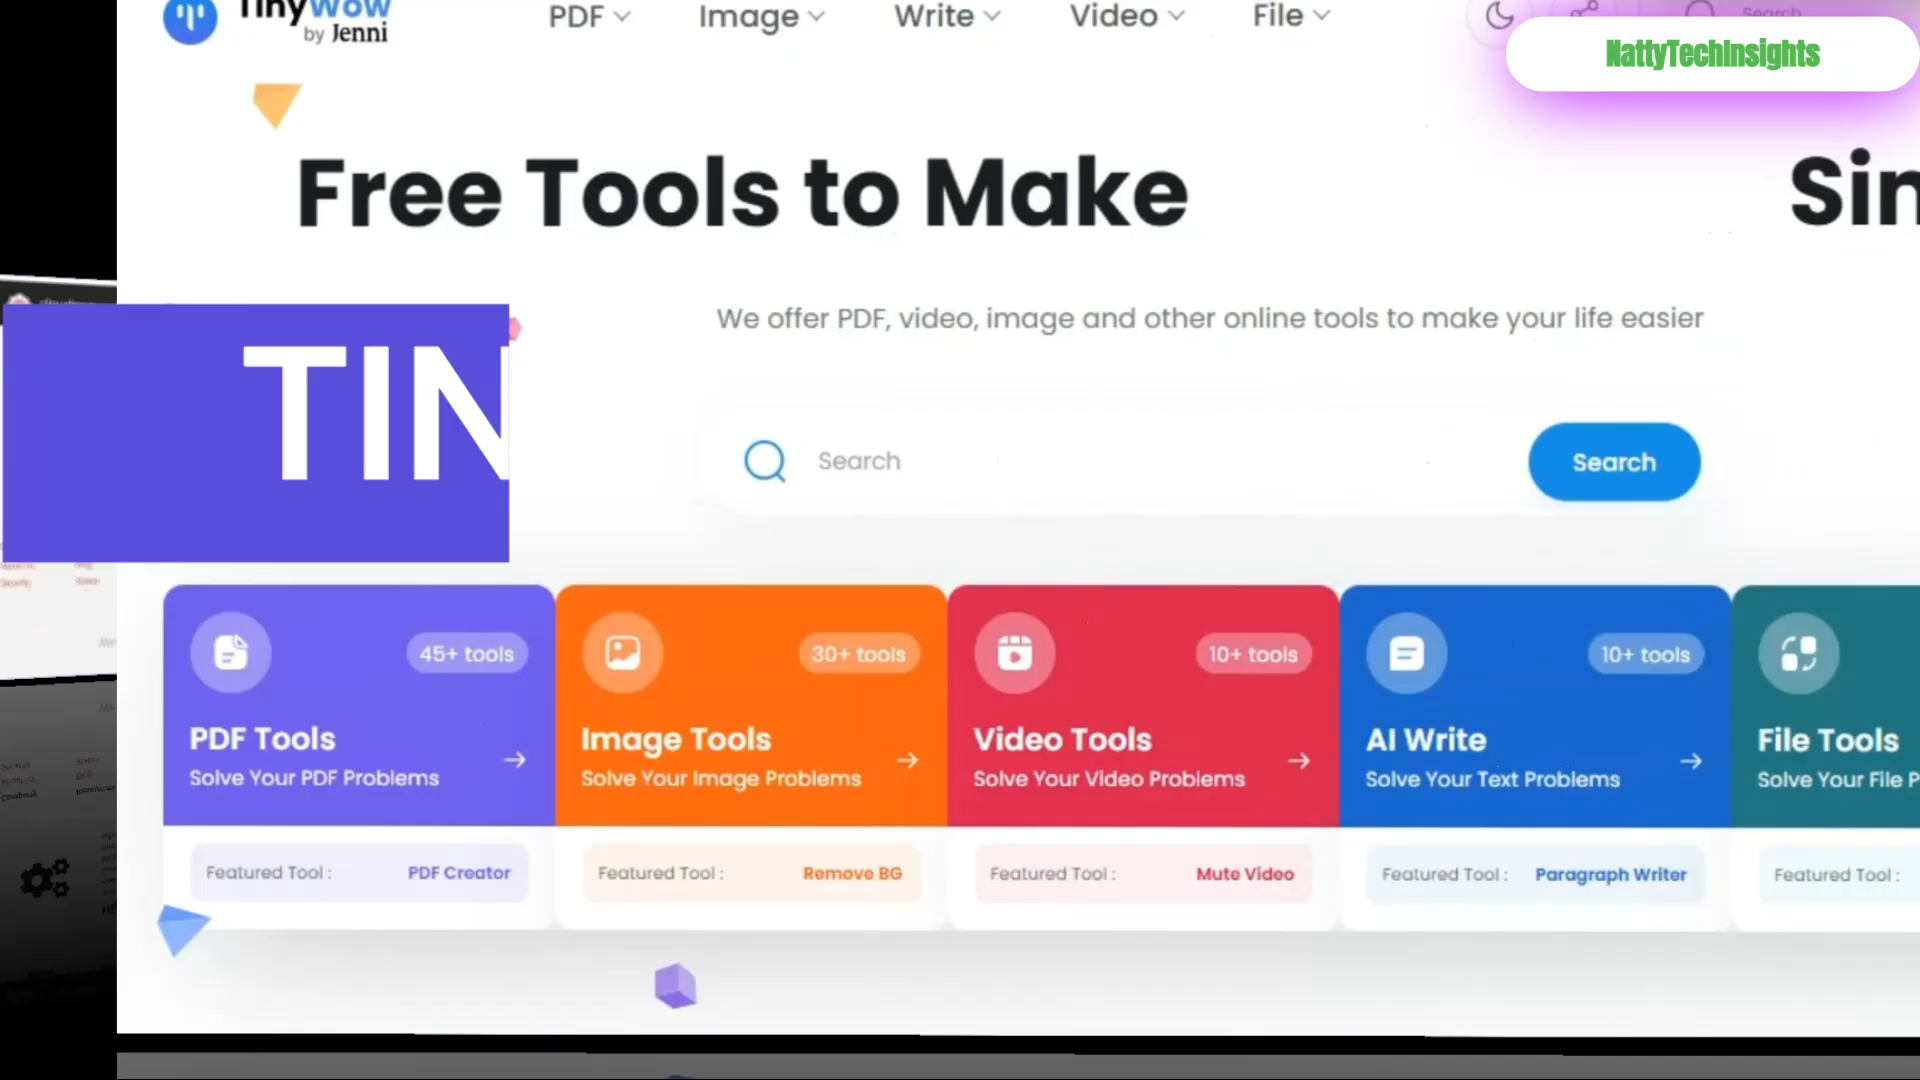 TinyWow
by Jenni
PDF
Image
Write
Video
File
Search
NattyTechInsights
Free Tools to Make
Sin
We offer PDF, video, image and other online tools to make your life easier
TIN
Search
Search
45+ tools
PDF Tools
Solve Your PDF Problems
Featured Tool :
PDF Creator
30+ tools
Image Tools
Solve Your Image Problems
Featured Tool :
Remove BG
10+ tools
Video Tools
Solve Your Video Problems
Featured Tool :
Mute Video
10+ tools
AI Write
Solve Your Text Problems
Featured Tool :
Paragraph Writer
File Tools
Solve Your File P
Featured Tool :